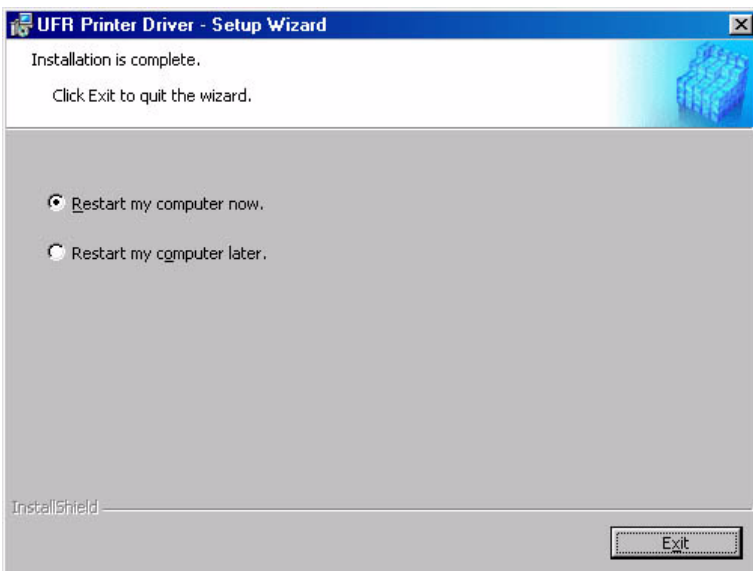 UFR Printer Driver - Setup Wizard
Installation is complete.
Click Exit to quit the wizard.
Restart my computer now.
Restart my computer later.
InstallShield
Exit